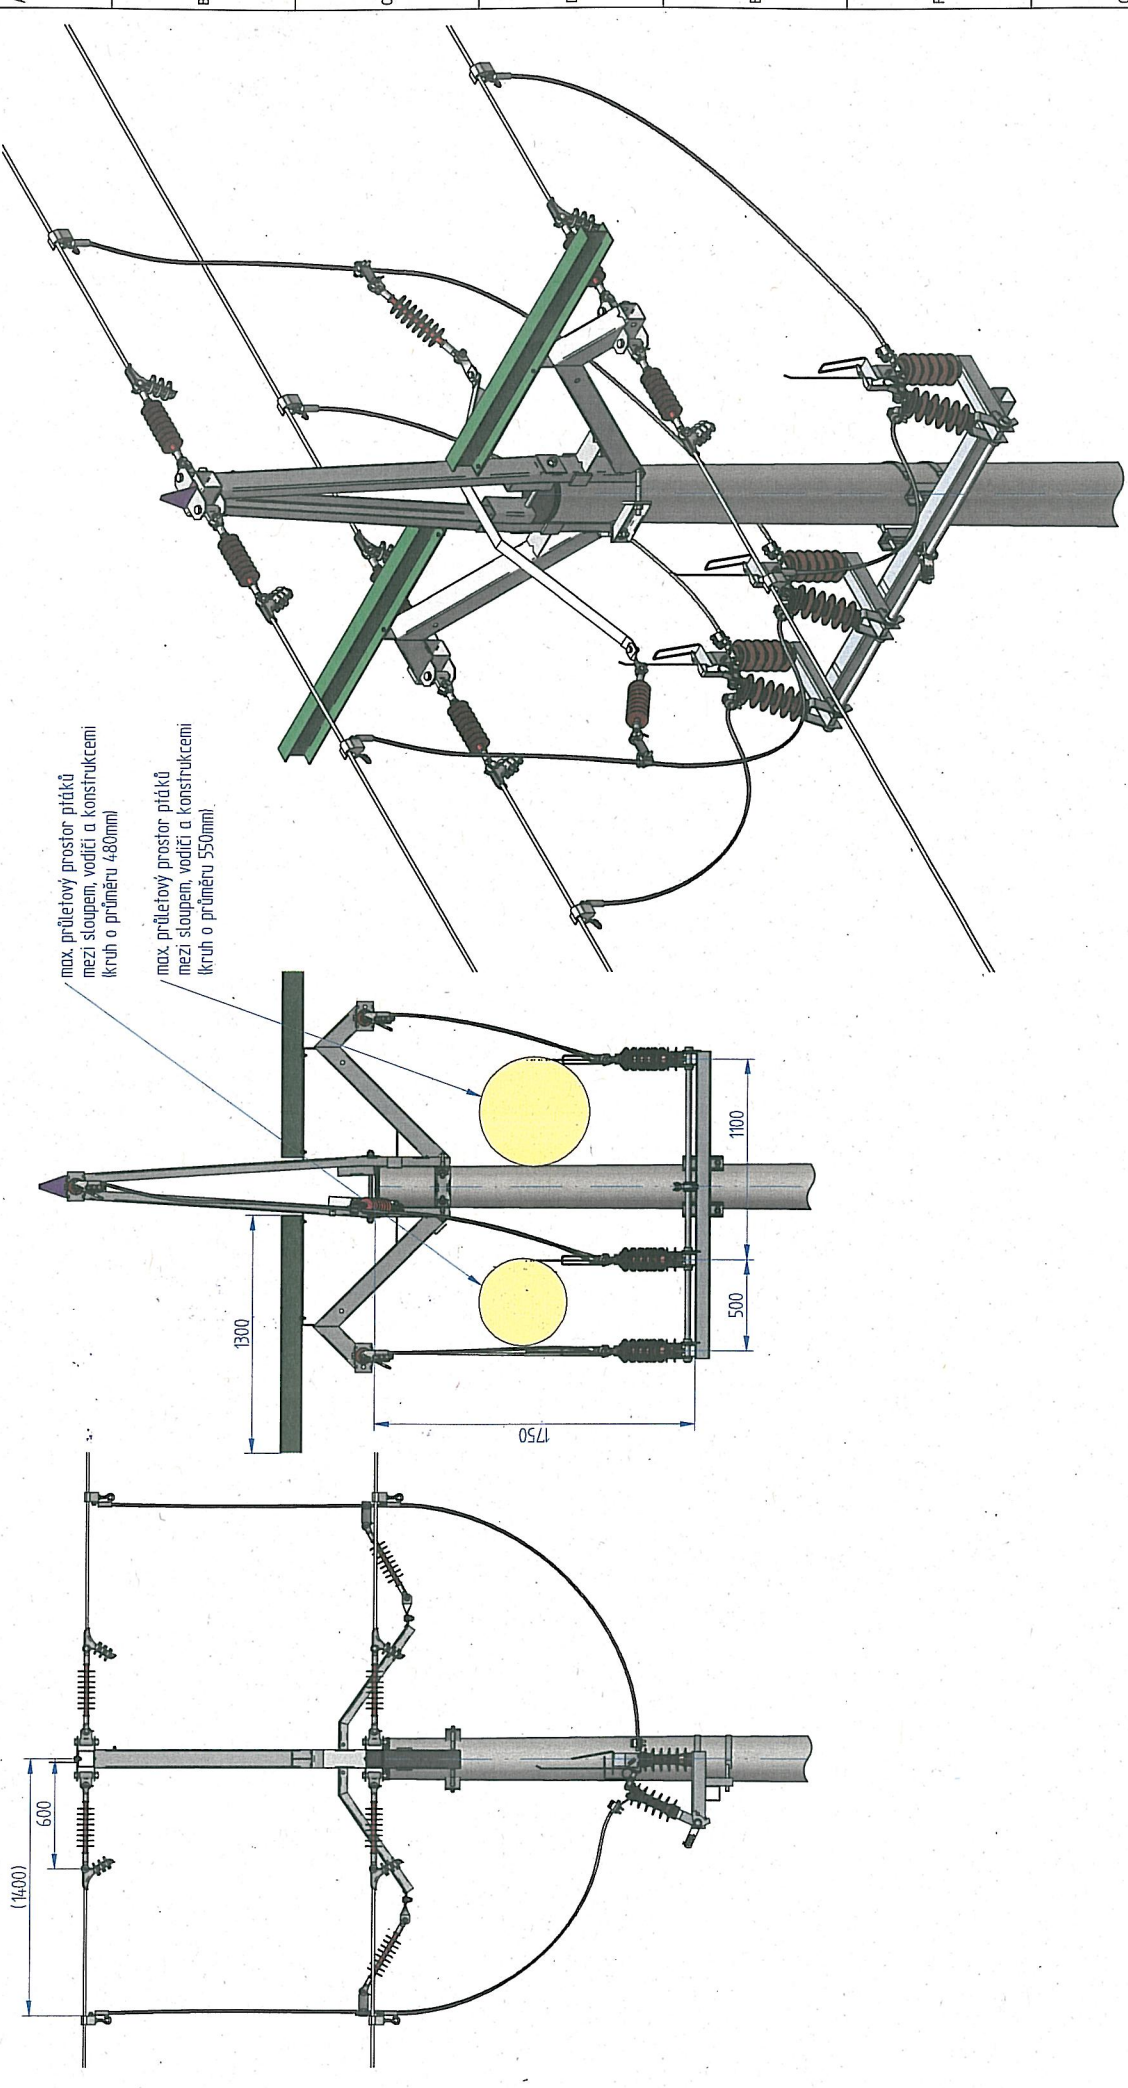 A
B
C
D
E
F
max. průletový prostor ptáků
mezi sloupem, vodiči a konstrukcemi
(kruh o průměru 480mm)
max. průletový prostor ptáků
mezi sloupem, vodiči a konstrukcemi
(kruh o průměru 550mm)
(1400)
600
1300
1750
500
1100